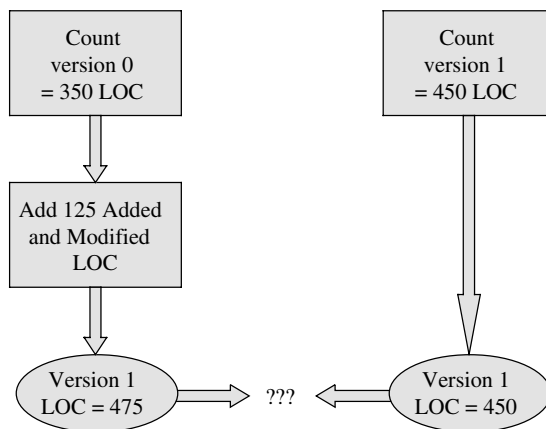 Count
version 0
= 350 LOC
Count
version 1
= 450 LOC
Add 125 Added
and Modified
LOC
Version 1
LOC = 475
???
Version 1
LOC = 450